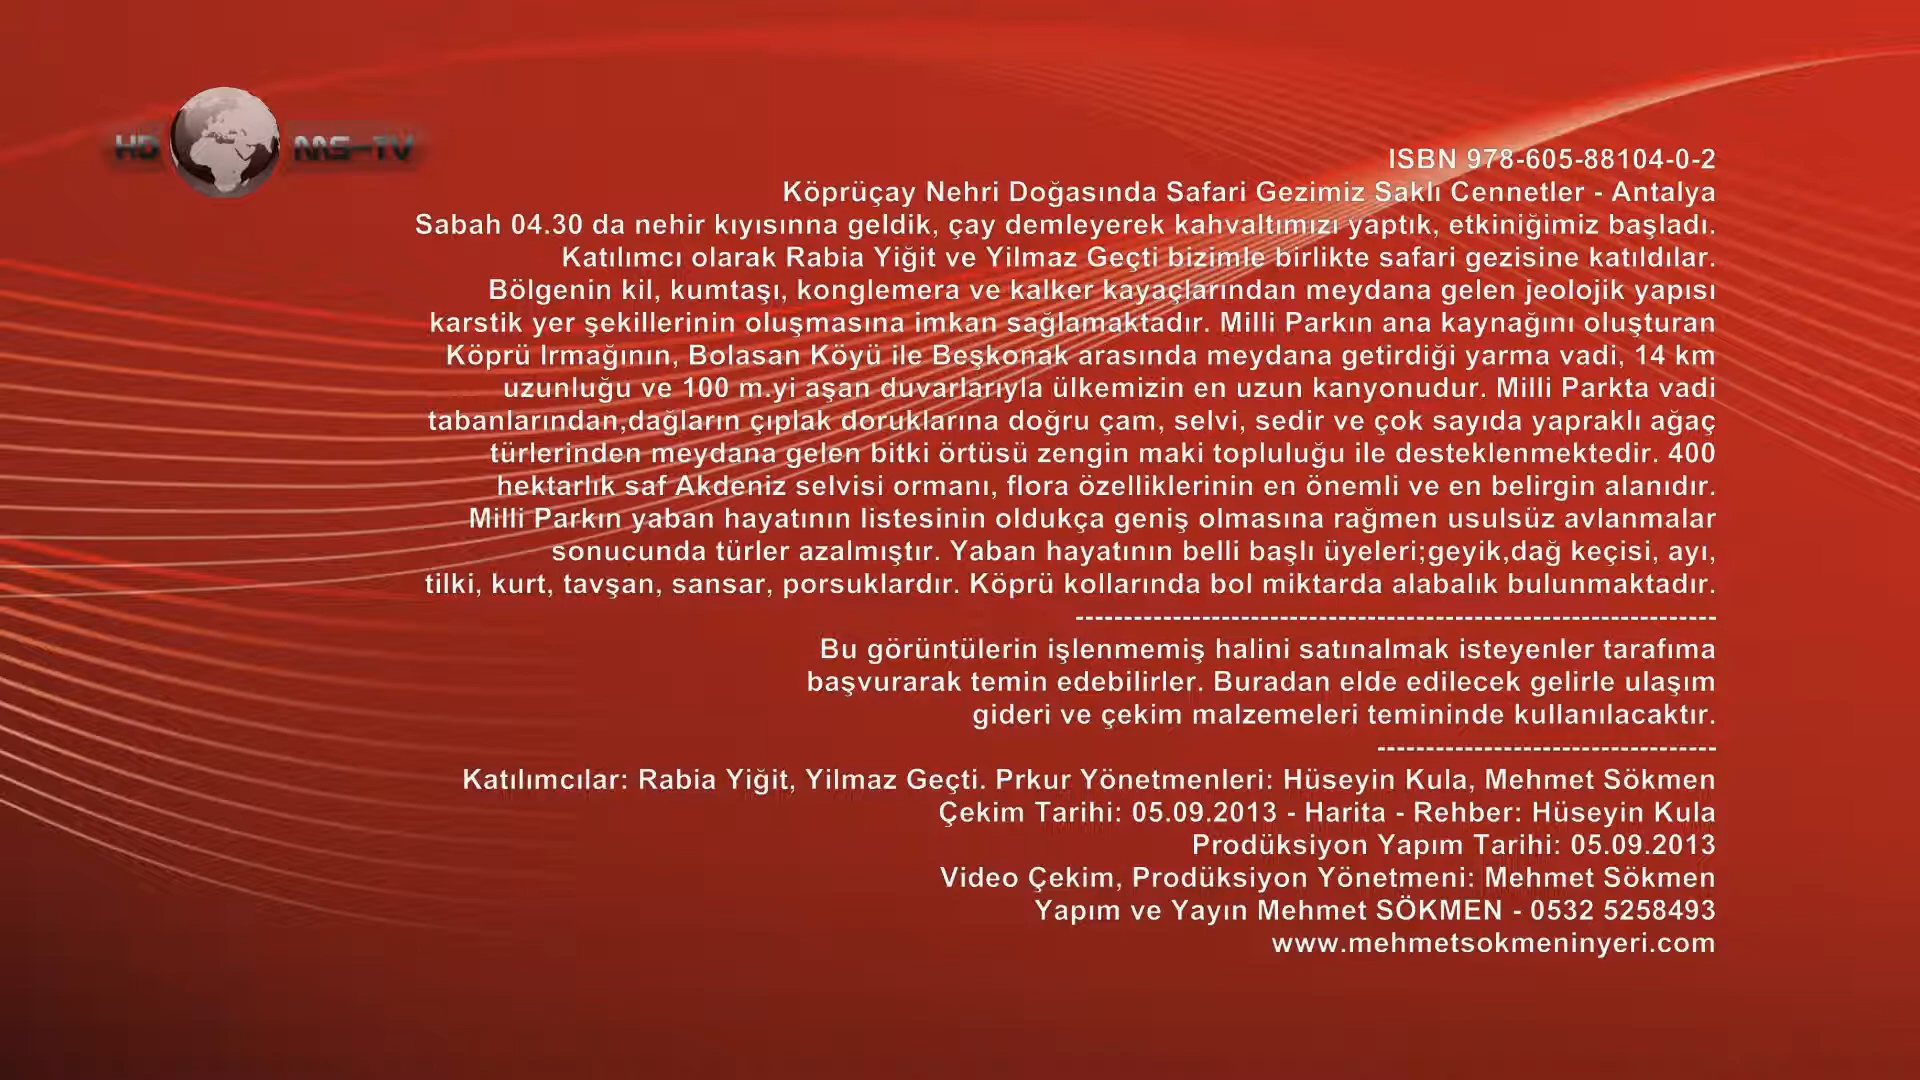 HD MS-TV
ISBN 978-605-88104-0-2
Köprüçay Nehri Doğasında Safari Gezimiz Saklı Cennetler - Antalya
Sabah 04.30 da nehir kıyısınna geldik, çay demleyerek kahvaltımızı yaptık, etkiniğimiz başladı.
Katılımcı olarak Rabia Yiğit ve Yilmaz Geçti bizimle birlikte safari gezisine katıldılar.
Bölgenin kil, kumtaşı, konglemera ve kalker kayaçlarından meydana gelen jeolojik yapısı
karstik yer şekillerinin oluşmasına imkan sağlamaktadır. Milli Parkın ana kaynağını oluşturan
Köprü Irmağının, Bolasan Köyü ile Beşkonak arasında meydana getirdiği yarma vadi, 14 km
uzunluğu ve 100 m.yi aşan duvarlarıyla ülkemizin en uzun kanyonudur. Milli Parkta vadi
tabanlarından,dağların çıplak doruklarına doğru çam, selvi, sedir ve çok sayıda yapraklı ağaç
türlerinden meydana gelen bitki örtüsü zengin maki topluluğu ile desteklenmektedir. 400
hektarlık saf Akdeniz selvisi ormanı, flora özelliklerinin en önemli ve en belirgin alanıdır.
Milli Parkın yaban hayatının listesinin oldukça geniş olmasına rağmen usulsüz avlanmalar
sonucunda türler azalmıştır. Yaban hayatının belli başlı üyeleri;geyik,dağ keçisi, ayı,
tilki, kurt, tavşan, sansar, porsuklardır. Köprü kollarında bol miktarda alabalık bulunmaktadır.
------------------------------------------------------------------
Bu görüntülerin işlenmemiş halini satınalmak isteyenler tarafıma
başvurarak temin edebilirler. Buradan elde edilecek gelirle ulaşım
gideri ve çekim malzemeleri temininde kullanılacaktır.
-----------------------------------
Katılımcılar: Rabia Yiğit, Yilmaz Geçti. Prkur Yönetmenleri: Hüseyin Kula, Mehmet Sökmen
Çekim Tarihi: 05.09.2013 - Harita - Rehber: Hüseyin Kula
Prodüksiyon Yapım Tarihi: 05.09.2013
Video Çekim, Prodüksiyon Yönetmeni: Mehmet Sökmen
Yapım ve Yayın Mehmet SÖKMEN - 0532 5258493
www.mehmetsokmeninyeri.com